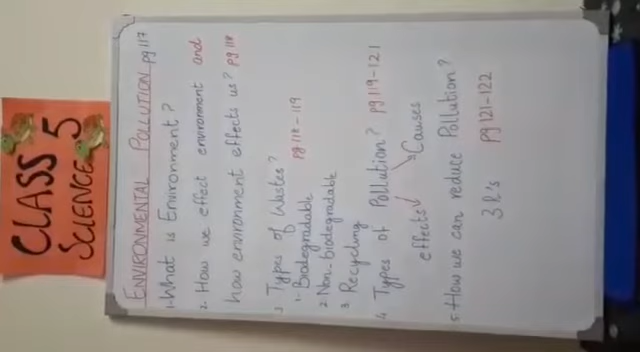 CLASS 5
SCIENCE
ENVIRONMENTAL POLLUTION pg 117
1- What is Environment?
2- How we effect environment and
how environment effects us? pg 118
3 Types of Wastes?
1- Biodegradable pg 118-119
2 Non-biodegradable
3 Recycling
4 Types of Pollution? pg 119-121
effects Causes
5- How we can reduce Pollution?
3 R's pg 121-122